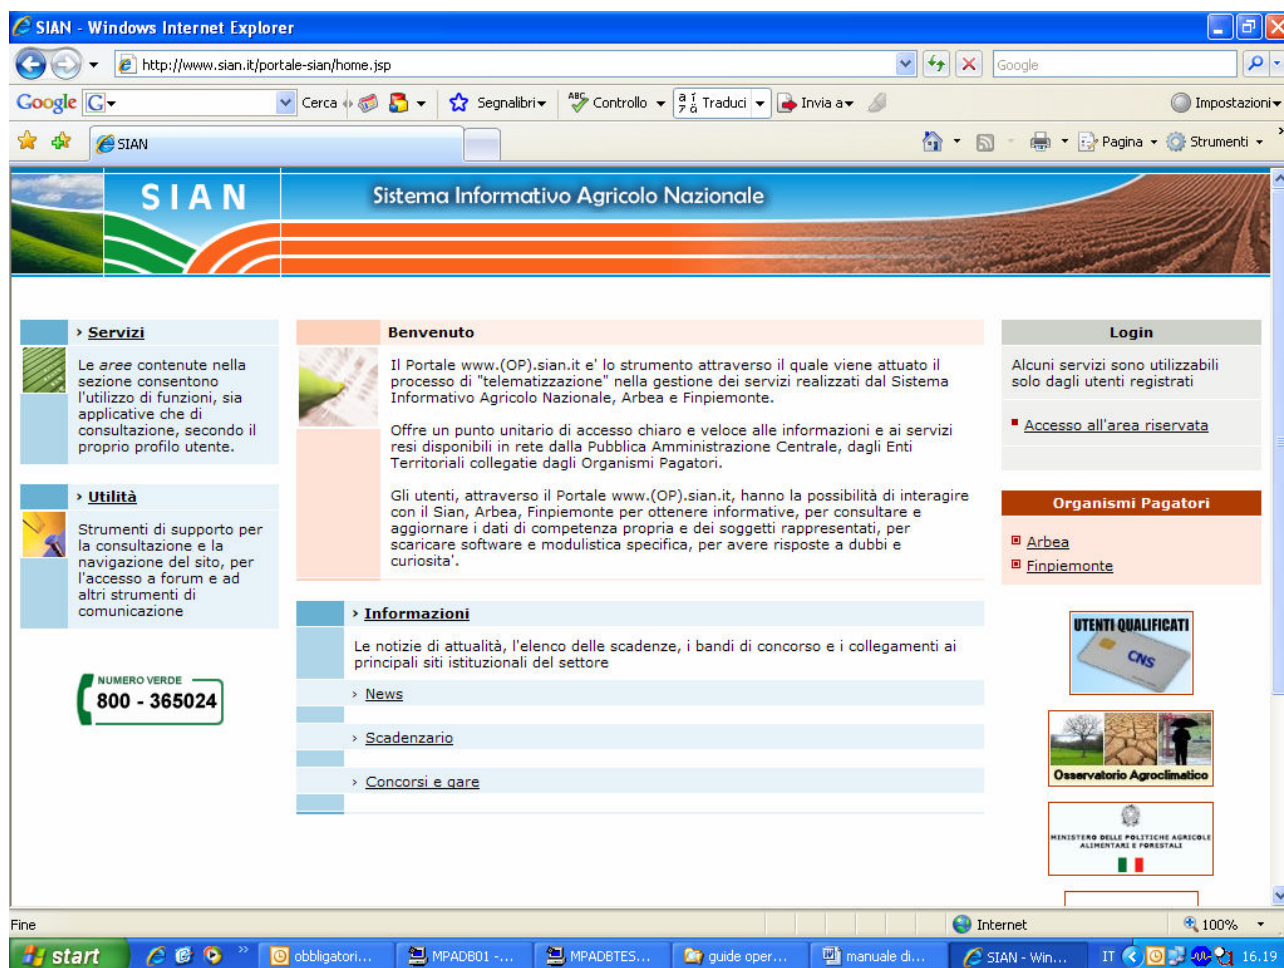 SIAN - Windows Internet Explorer
http://www.sian.it/portale-sian/home.jsp
Google
Google G
Cerca
Segnalibri
ABC Controllo
Traduci
Invia a
Impostazioni
SIAN
Pagina
Strumenti
SIAN
Sistema Informativo Agricolo Nazionale
› Servizi
Le aree contenute nella
sezione consentono
l'utilizzo di funzioni, sia
applicative che di
consultazione, secondo il
proprio profilo utente.
› Utilità
Strumenti di supporto per
la consultazione e la
navigazione del sito, per
l'accesso a forum e ad
altri strumenti di
comunicazione
NUMERO VERDE
800 - 365024
Benvenuto
Il Portale www.(OP).sian.it e' lo strumento attraverso il quale viene attuato il
processo di "telematizzazione" nella gestione dei servizi realizzati dal Sistema
Informativo Agricolo Nazionale, Arbea e Finpiemonte.
Offre un punto unitario di accesso chiaro e veloce alle informazioni e ai servizi
resi disponibili in rete dalla Pubblica Amministrazione Centrale, dagli Enti
Territoriali collegatie dagli Organismi Pagatori.
Gli utenti, attraverso il Portale www.(OP).sian.it, hanno la possibilità di interagire
con il Sian, Arbea, Finpiemonte per ottenere informative, per consultare e
aggiornare i dati di competenza propria e dei soggetti rappresentati, per
scaricare software e modulistica specifica, per avere risposte a dubbi e
curiosita'.
› Informazioni
Le notizie di attualità, l'elenco delle scadenze, i bandi di concorso e i collegamenti ai
principali siti istituzionali del settore
› News
› Scadenzario
› Concorsi e gare
Login
Alcuni servizi sono utilizzabili
solo dagli utenti registrati
Accesso all'area riservata
Organismi Pagatori
Arbea
Finpiemonte
UTENTI QUALIFICATI
CNS
Osservatorio Agroclimatico
MINISTERO DELLE POLITICHE AGRICOLE
ALIMENTARI E FORESTALI
Fine
Internet
100%
start
obbligatori...
MPADB01 -...
MPADBTES...
guide oper...
manuale di...
SIAN - Win...
IT
16.19